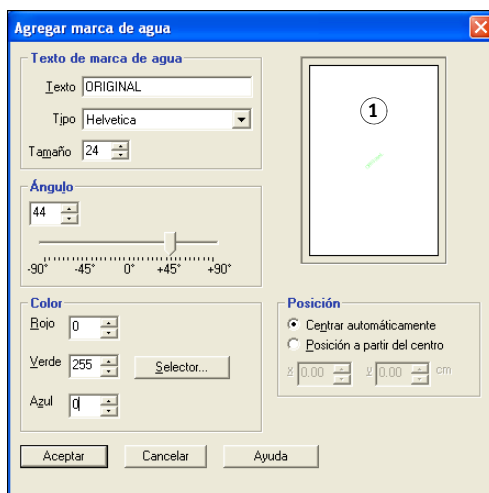 Agregar marca de agua
Texto de marca de agua
Texto ORIGINAL
Tipo Helvetica
Tamaño 24
1
Ángulo
44
-90° -45° 0° +45° +90°
Color
Rojo 0
Verde 255 Selector...
Azul 0
Posición
Centrar automáticamente
Posición a partir del centro
x 0.00 y 0.00 cm
Aceptar Cancelar Ayuda